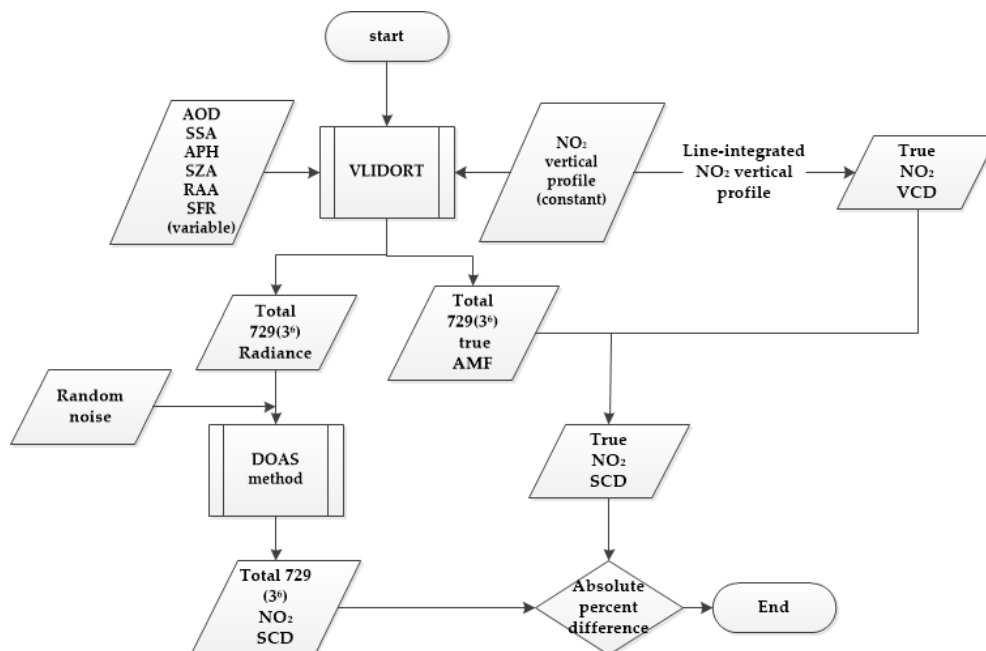 start
AOD
SSA
APH
SZA
RAA
SFR
(variable)
VLIDORT
NO₂
vertical
profile
(constant)
Line-integrated
NO₂ vertical
profile
True
NO₂
VCD
Total
729(3⁶)
Radiance
Total
729(3⁶)
true
AMF
Random
noise
DOAS
method
True
NO₂
SCD
Total 729
(3⁶)
NO₂
SCD
Absolute
percent
difference
End